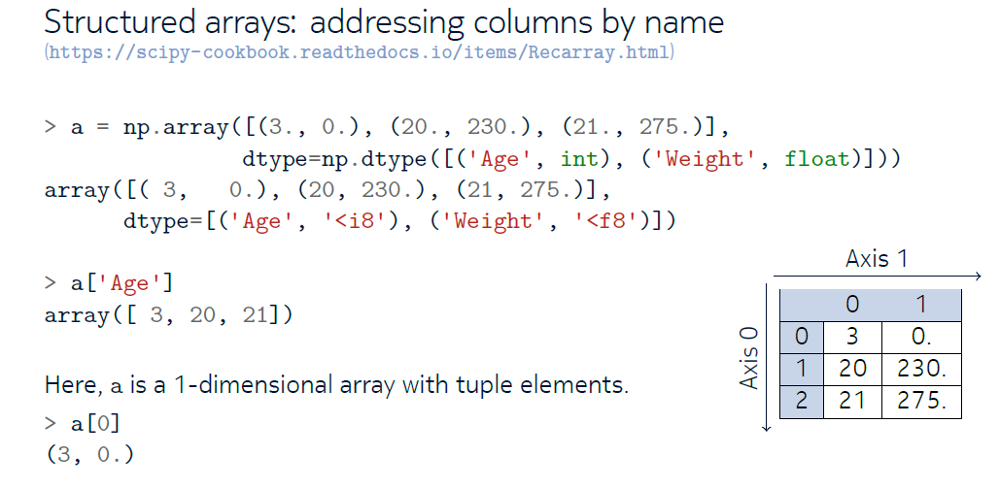 Structured arrays: addressing columns by name
(https://scipy-cookbook.readthedocs.io/items/Recarray.html)
> a = np.array([(3., 0.), (20., 230.), (21., 275.)],
dtype=np.dtype([('Age', int), ('Weight', float)]))
array([( 3,   0.), (20, 230.), (21, 275.)],
dtype=[('Age', '<i8'), ('Weight', '<f8')])
> a['Age']
array([ 3, 20, 21])
Here, a is a 1-dimensional array with tuple elements.
> a[0]
(3, 0.)
Axis 1
Axis 0
0 1
0 3 0.
1 20 230.
2 21 275.